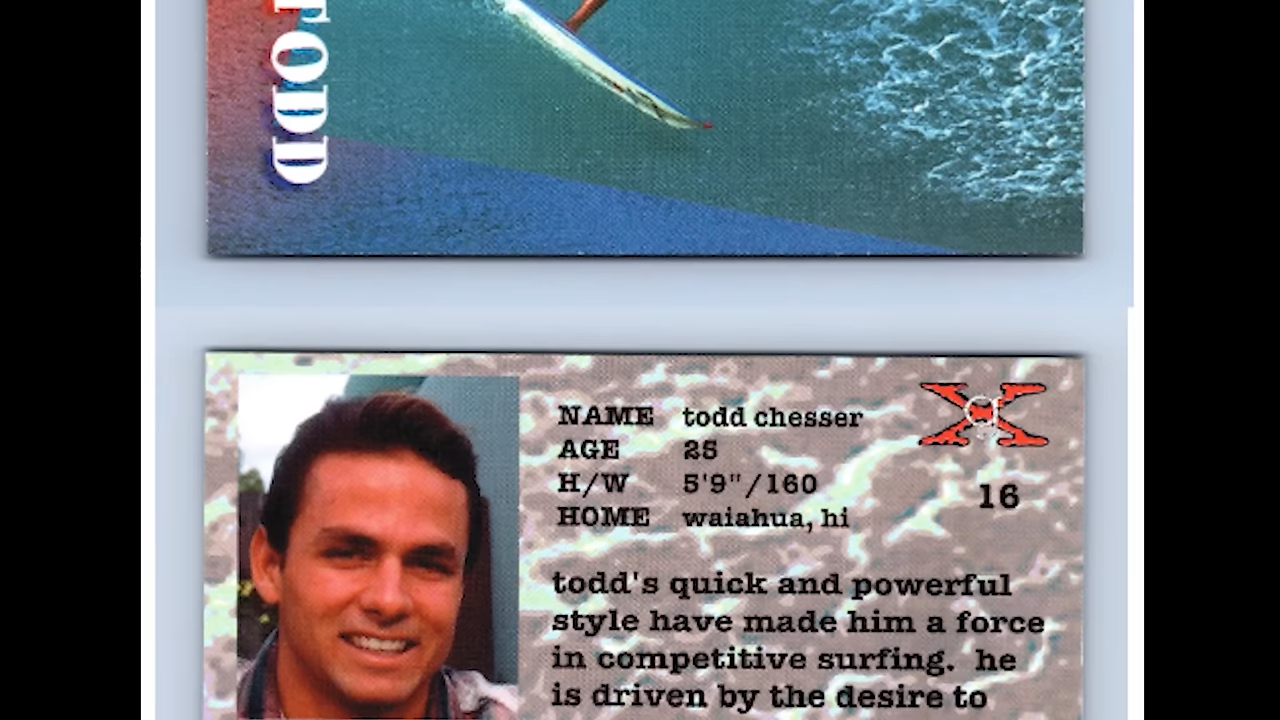 TODD
X
NAME todd chesser
AGE 25
H/W 5'9"/160
HOME waiahua, hi
16
todd's quick and powerful
style have made him a force
in competitive surfing. he
is driven by the desire to